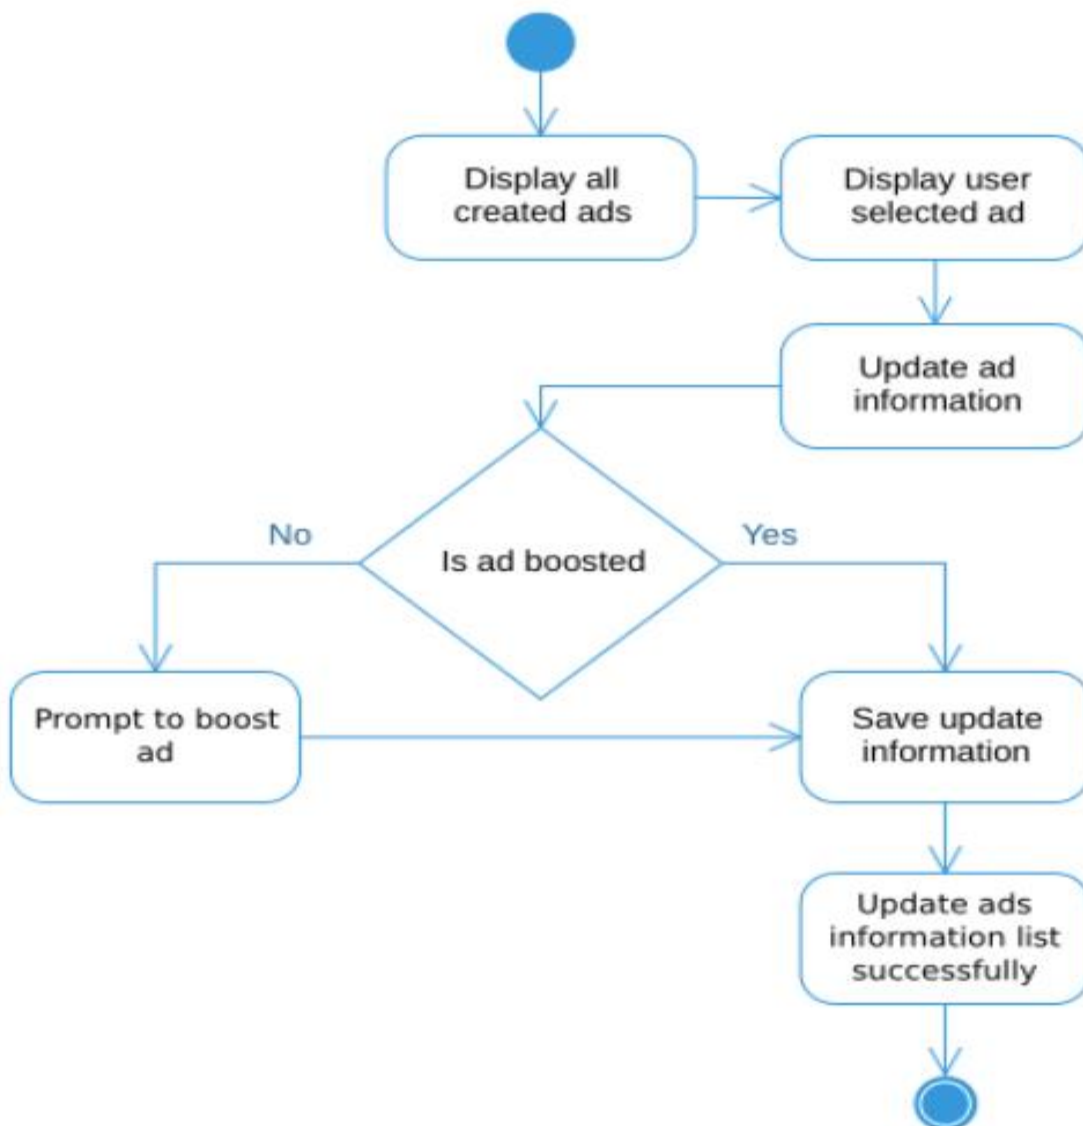 Display all
created ads
Display user
selected ad
Update ad
information
No
Is ad boosted
Yes
Prompt to boost
ad
Save update
information
Update ads
information list
successfully